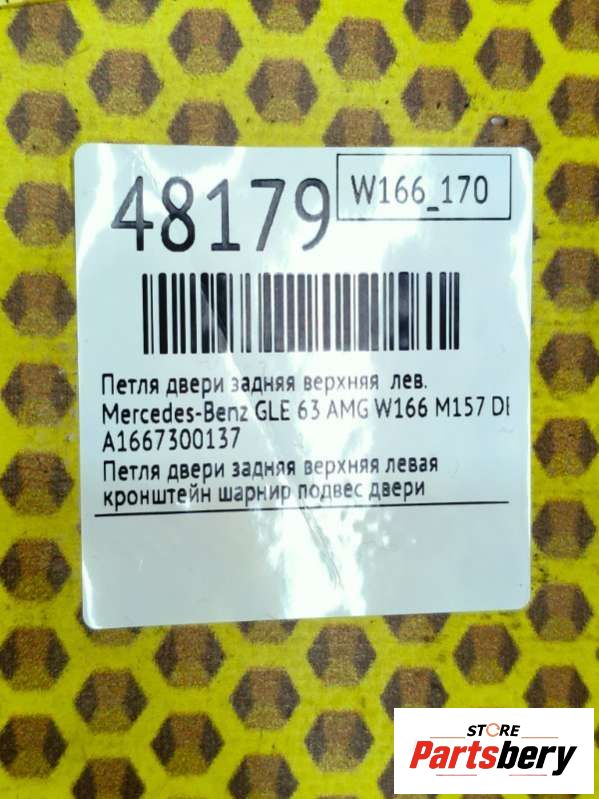 48179
W166_170
Петля двери задняя верхняя лев.
Mercedes-Benz GLE 63 AMG W166 M157 DE
A1667300137
Петля двери задняя верхняя левая
кронштейн шарнир подвес двери
STORE
Partsbery